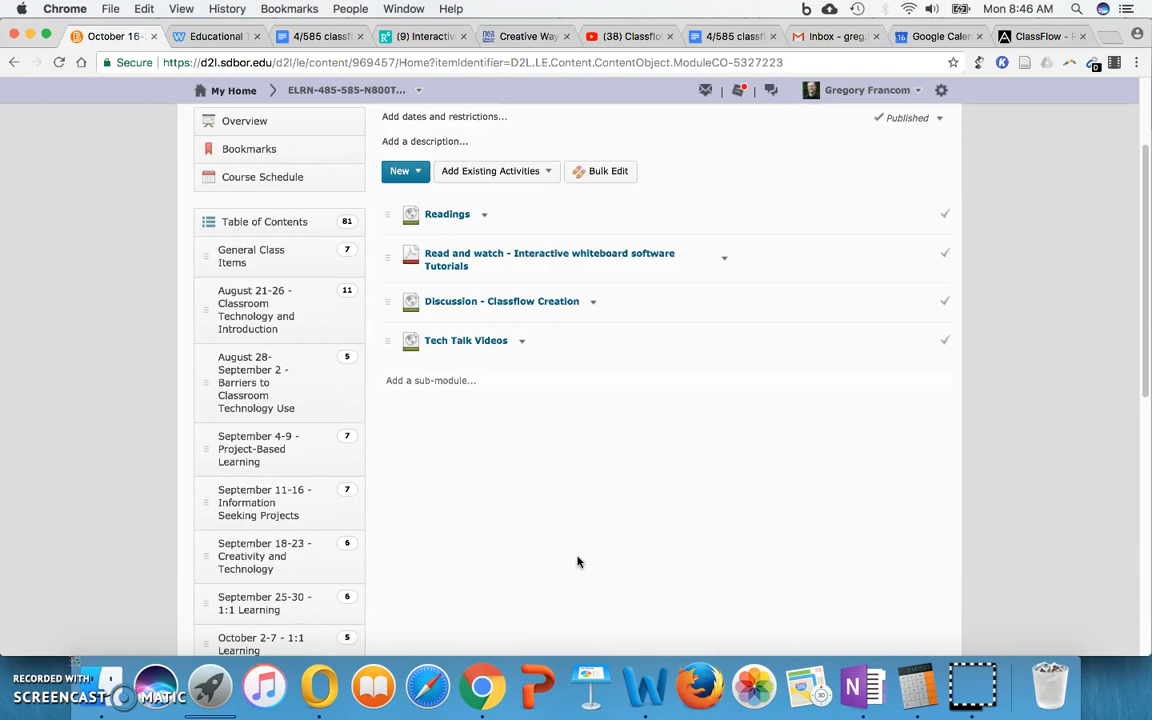 Chrome File Edit View History Bookmarks People Window Help Mon 8:46 AM
October 16- Educational T 4/585 classfl (9) Interactiv Creative Way (38) Classflo 4/585 classfl Inbox - greg. Google Calen ClassFlow - F
Secure https://d2l.sdbor.edu/d2l/le/content/969457/Home?itemIdentifier=D2L.LE.Content.ContentObject.ModuleCO-5327223
My Home ELRN-485-585-N800T... Gregory Francom
Overview
Bookmarks
Course Schedule
Table of Contents 81
General Class
Items
7
August 21-26 -
Classroom
Technology and
Introduction
11
August 28-
September 2 -
Barriers to
Classroom
Technology Use
5
September 4-9 -
Project-Based
Learning
7
September 11-16 -
Information
Seeking Projects
7
September 18-23 -
Creativity and
Technology
6
September 25-30 -
1:1 Learning
6
October 2-7 - 1:1
Learning
5
Add dates and restrictions...
Published
Add a description...
New Add Existing Activities Bulk Edit
Readings
Read and watch - Interactive whiteboard software
Tutorials
Discussion - Classflow Creation
Tech Talk Videos
Add a sub-module...
RECORDED WITH
SCREENCAST MATIC